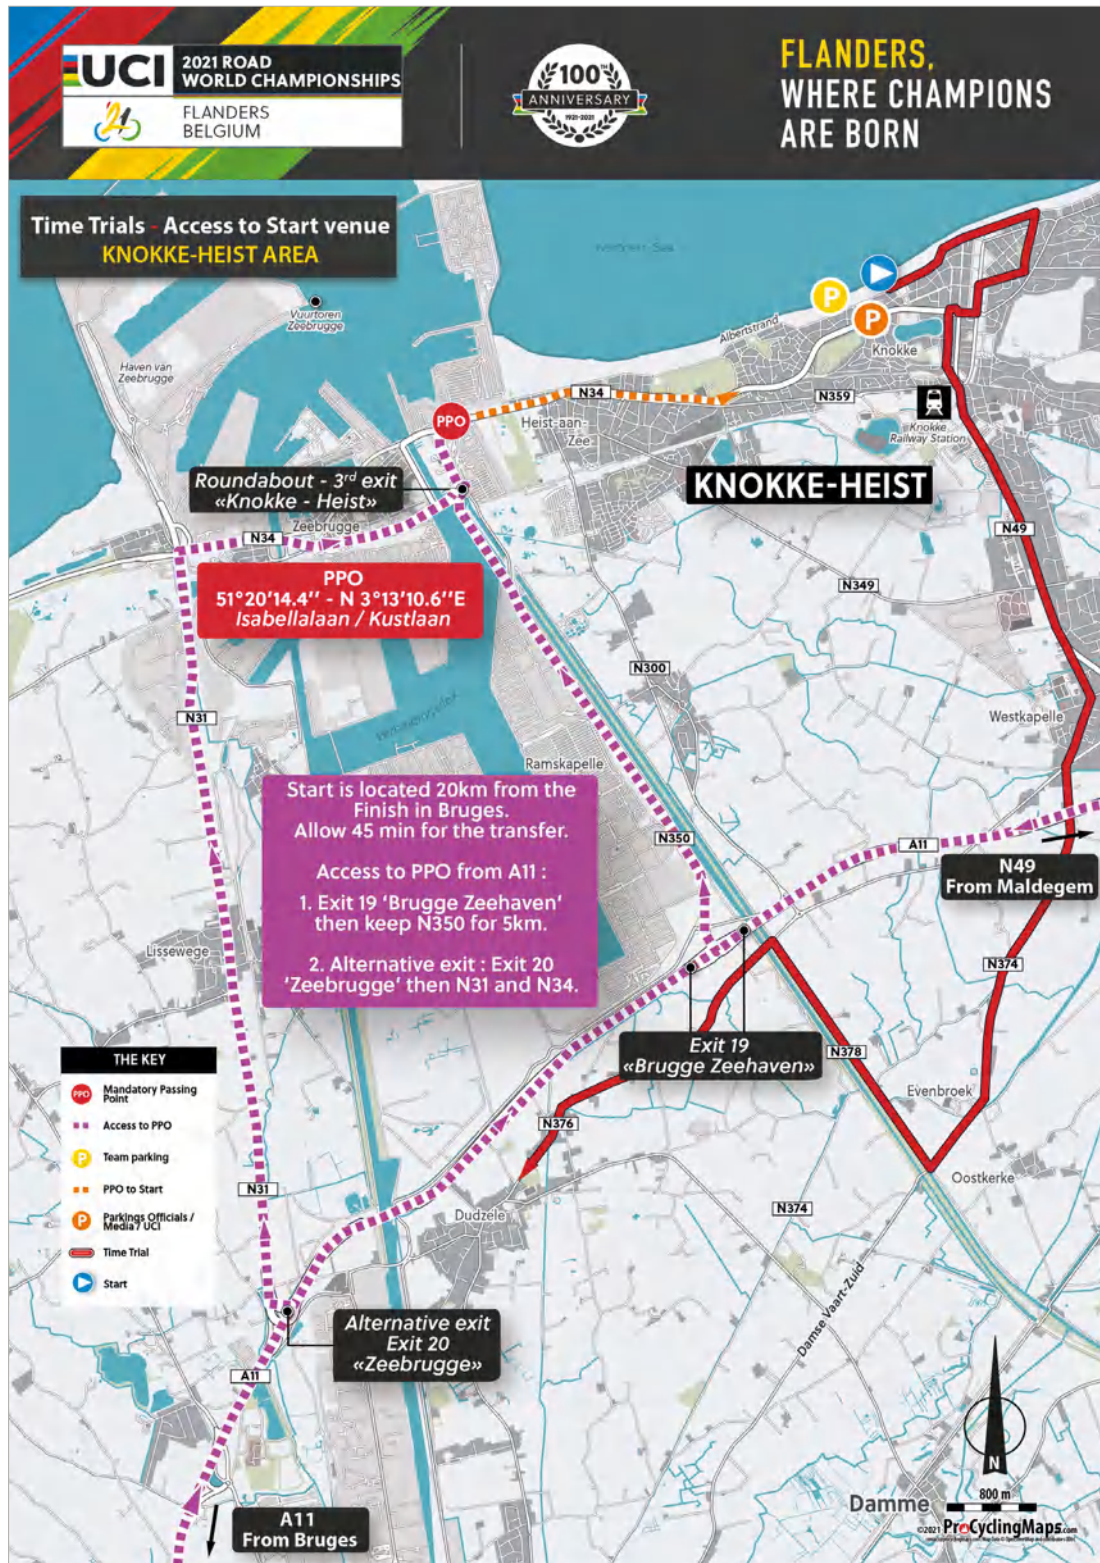 UCI
2021 ROAD
WORLD CHAMPIONSHIPS
21
FLANDERS
BELGIUM
100TH
ANNIVERSARY
1921-2021
FLANDERS,
WHERE CHAMPIONS
ARE BORN
Time Trials - Access to Start venue
KNOKKE-HEIST AREA
Vuurtoren
Zeebrugge
Haven van
Zeebrugge
Albertstrand
P
P
Knokke
N34
N359
PPO
Heist-aan-
Zee
Knokke
Railway Station
Roundabout - 3rd exit
«Knokke - Heist»
KNOKKE-HEIST
Zeebrugge
N34
N49
PPO
51°20'14.4'' - N 3°13'10.6''E
Isabellalaan / Kustlaan
N349
N300
N31
Westkapelle
Ramskapelle
Start is located 20km from the
Finish in Bruges.
Allow 45 min for the transfer.
Access to PPO from A11 :
1. Exit 19 'Brugge Zeehaven'
then keep N350 for 5km.
2. Alternative exit : Exit 20
'Zeebrugge' then N31 and N34.
N350
A11
N49
From Maldegem
Lissewege
N374
Exit 19
«Brugge Zeehaven»
N378
Evenbroek
N376
THE KEY
PPO Mandatory Passing
Point
Access to PPO
P Team parking
PPO to Start
P Parkings Officials /
Media / UCI
Time Trial
Start
N31
Oostkerke
Dudzele
N374
Damse Vaart-Zuid
Alternative exit
Exit 20
«Zeebrugge»
A11
N
800 m
Damme
©2021 ProCyclingMaps.com
A11
From Bruges